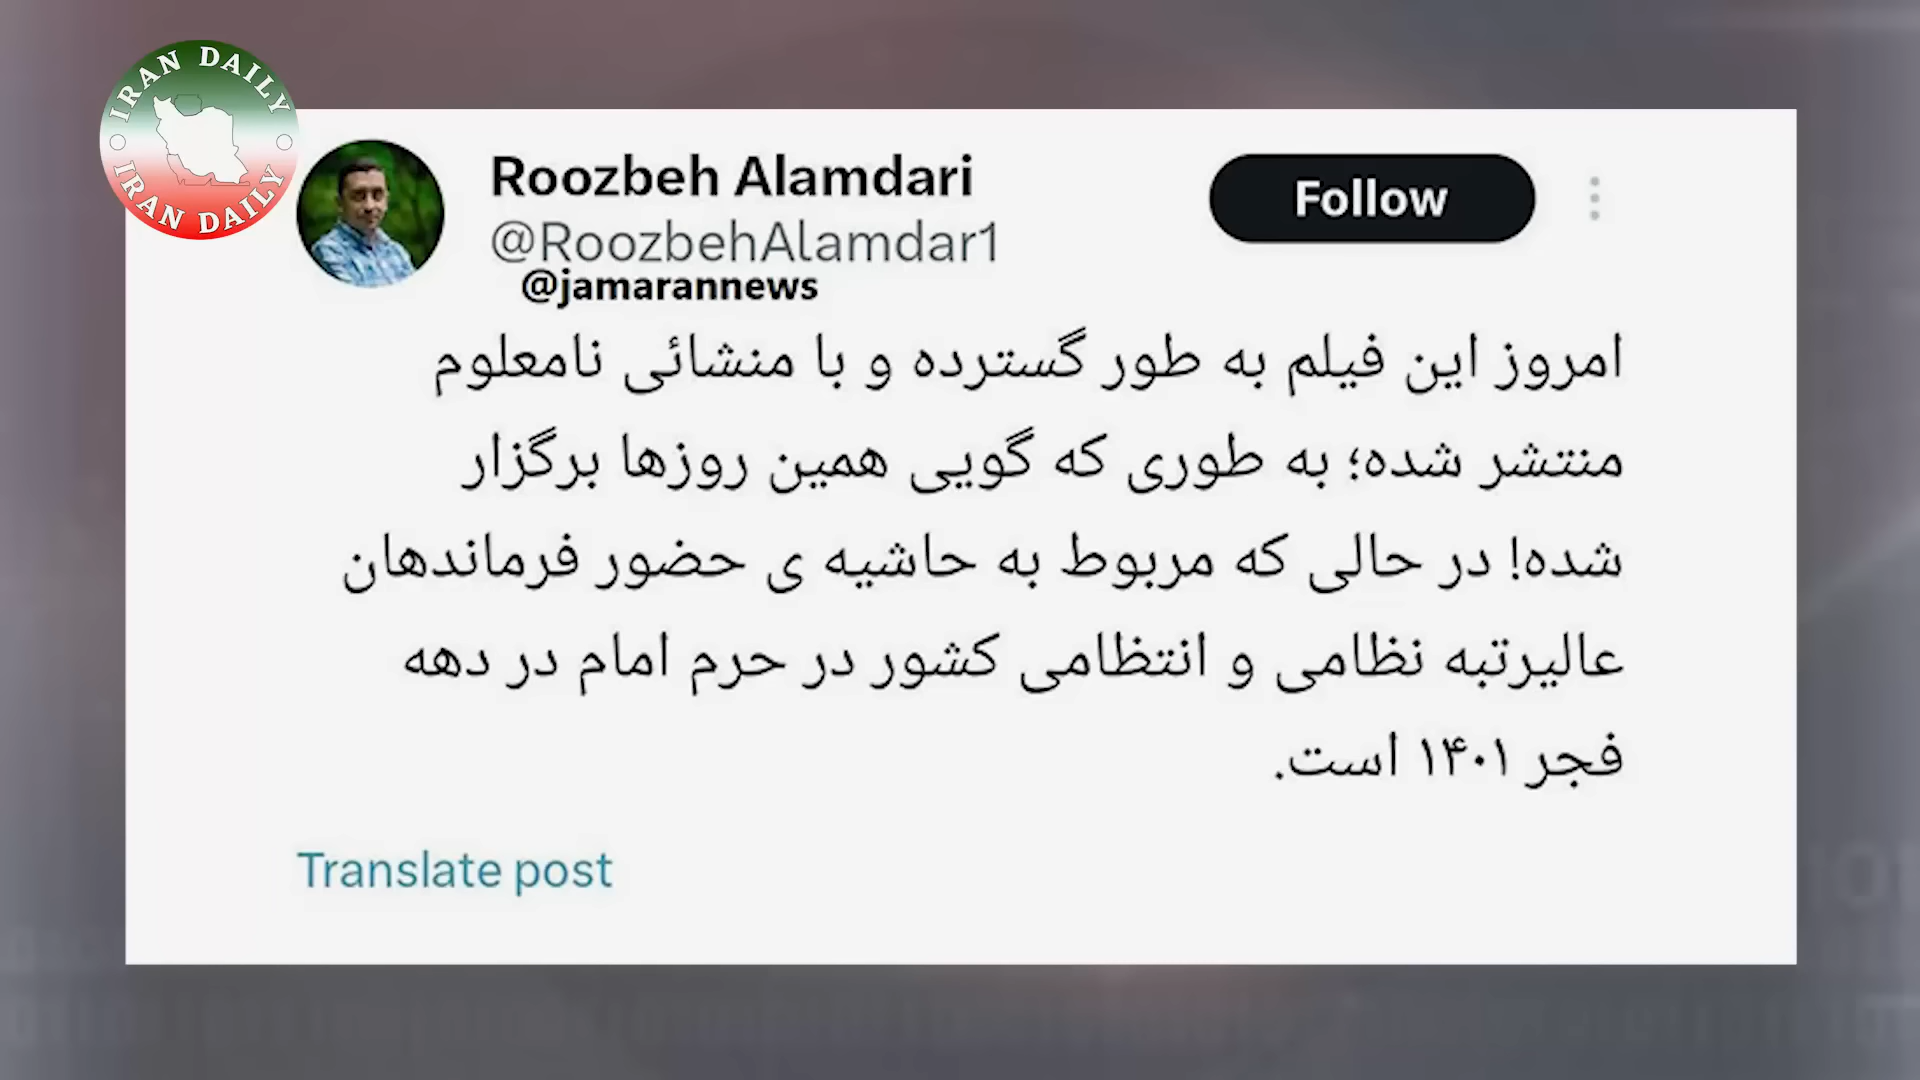 IRAN DAILY
IRAN DAILY
Roozbeh Alamdari
Follow
@RoozbehAlamdar1
@jamarannews
امروز این فیلم به طور گسترده و با منشائی نامعلوم
منتشر شده؛ به طوری که گویی همین روزها برگزار
شده! در حالی که مربوط به حاشیه ی حضور فرماندهان
عالیرتبه نظامی و انتظامی کشور در حرم امام در دهه
فجر ۱۴۰۱ است.
Translate post